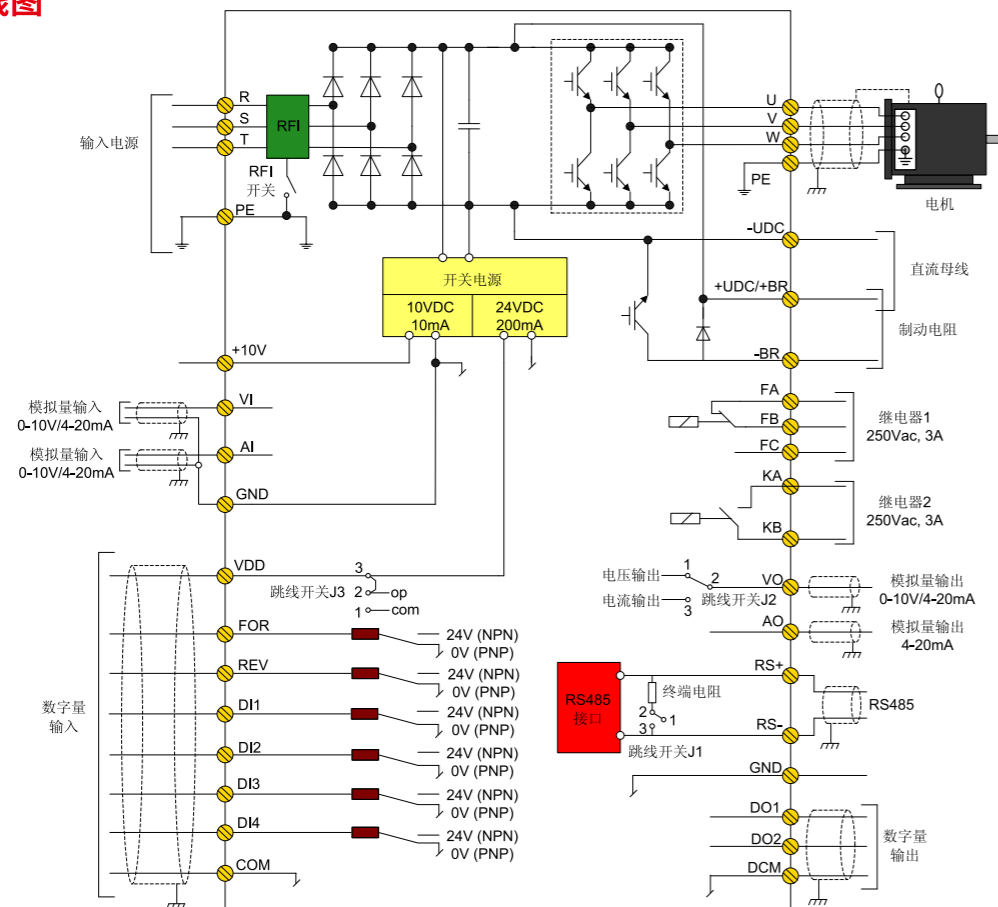 线图
R
S
T
RFI
输入电源
RFI
开关
PE
U
V
W
PE
电机
-UDC
直流母线
+UDC/+BR
制动电阻
-BR
开关电源
10VDC
10mA
24VDC
200mA
+10V
模拟量输入
0-10V/4-20mA
VI
模拟量输入
0-10V/4-20mA
AI
GND
FA
FB
FC
继电器1
250Vac, 3A
KA
KB
继电器2
250Vac, 3A
VDD
3
跳线开关J3
2
op
1
com
电压输出
1
2
电流输出
3
跳线开关J2
VO
模拟量输出
0-10V/4-20mA
AO
模拟量输出
4-20mA
数字量
输入
FOR
24V (NPN)
0V (PNP)
REV
24V (NPN)
0V (PNP)
DI1
24V (NPN)
0V (PNP)
DI2
24V (NPN)
0V (PNP)
DI3
24V (NPN)
0V (PNP)
DI4
24V (NPN)
0V (PNP)
COM
RS485
接口
终端电阻
2
1
3
跳线开关J1
RS+
RS-
RS485
GND
DO1
DO2
DCM
数字量
输出